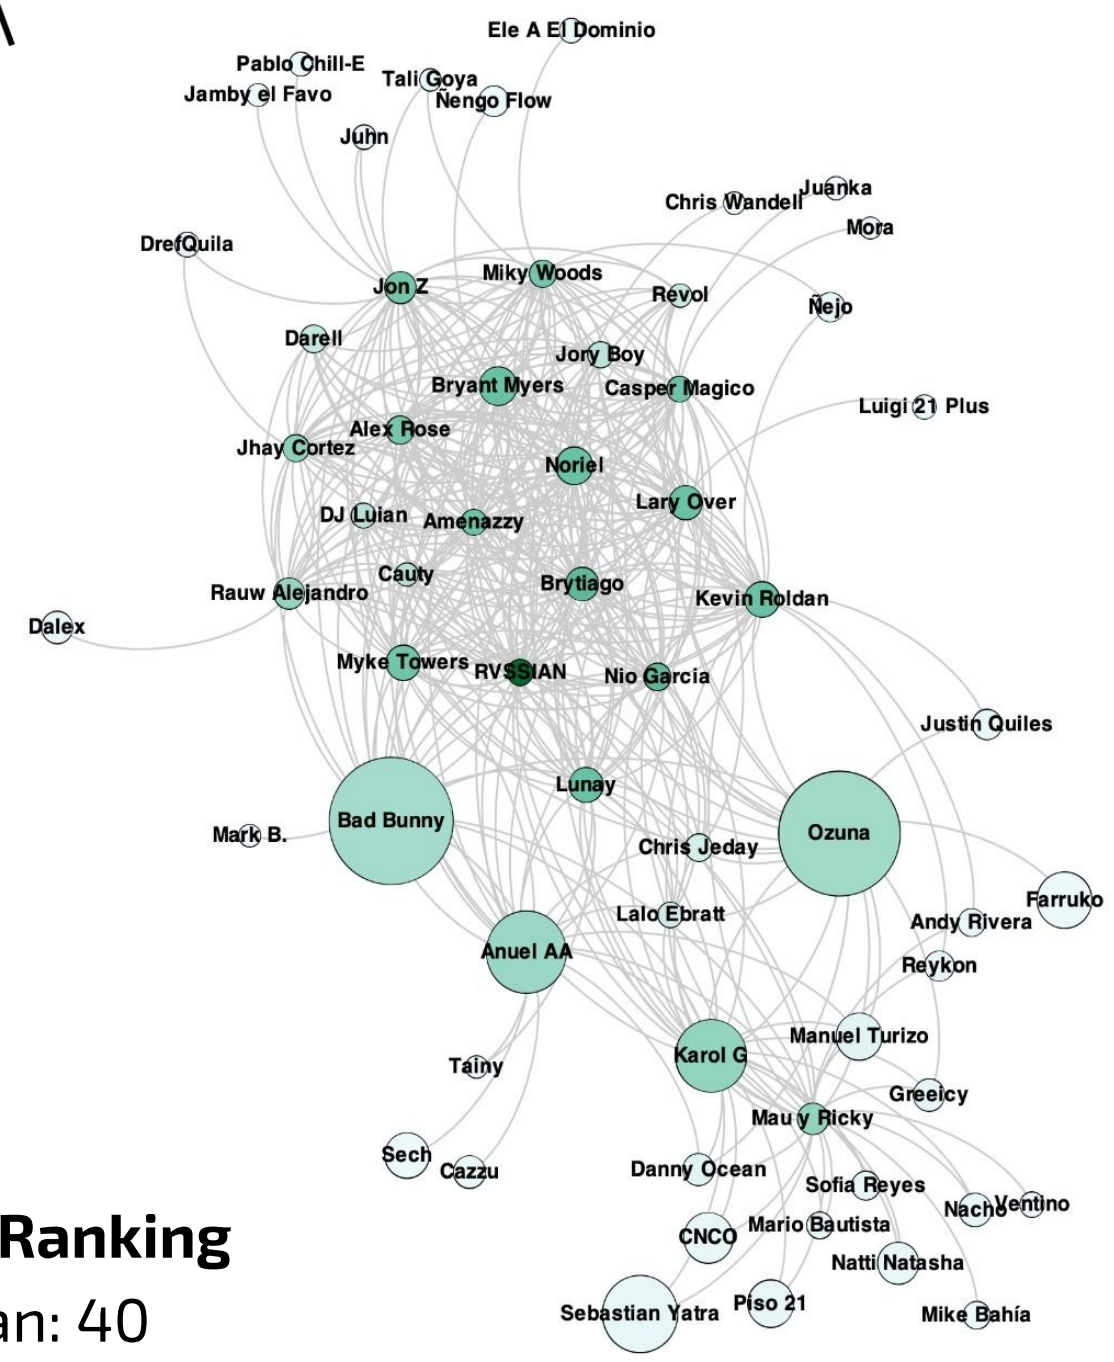 Ele A El Dominio
Pablo Chill-E
Tali Goya
Jamby el Favo
Ñengo Flow
Juhn
Juanka
Chris Wandell
Mora
DrefQuila
Miky Woods
Jon Z
Revol
Ñejo
Darell
Jory Boy
Bryant Myers
Casper Magico
Luigi 21 Plus
Alex Rose
Jhay Cortez
Noriel
Lary Over
DJ Luian
Amenazzy
Cauty
Brytiago
Rauw Alejandro
Kevin Roldan
Dalex
Myke Towers
RVSSIAN
Nio Garcia
Justin Quiles
Lunay
Bad Bunny
Ozuna
Mark B.
Chris Jeday
Farruko
Lalo Ebratt
Andy Rivera
Anuel AA
Reykon
Manuel Turizo
Karol G
Tainy
Greeicy
Mau y Ricky
Sech
Cazzu
Danny Ocean
Sofia Reyes
Nacho
Ventino
Mario Bautista
CNCO
Ranking
Natti Natasha
Piso 21
Sebastian Yatra
Mike Bahía
an: 40